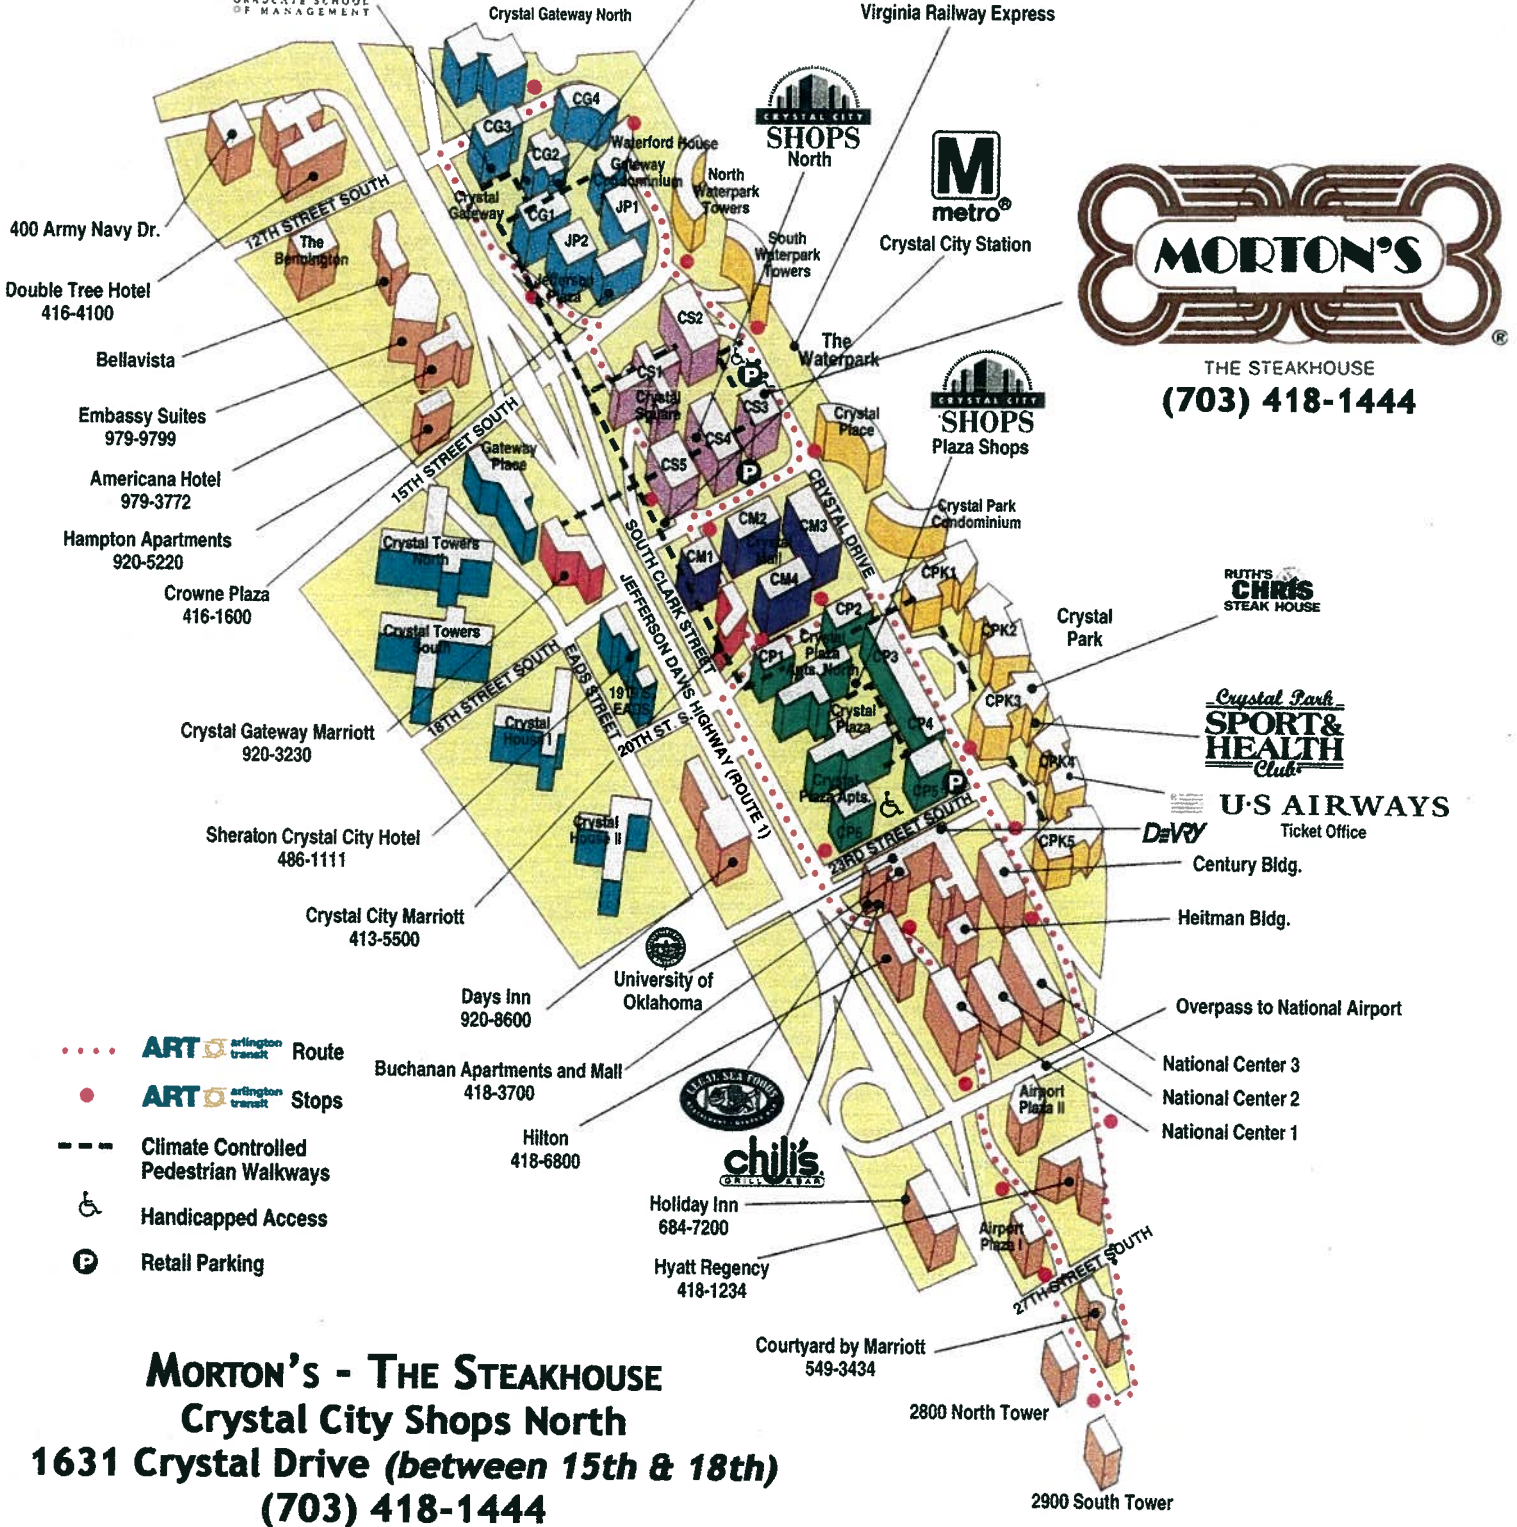 GRADUATE SCHOOL
OF MANAGEMENT
Crystal Gateway North
Virginia Railway Express
CRYSTAL CITY
SHOPS
North
M
metro®
Crystal City Station
MORTON'S
®
THE STEAKHOUSE
(703) 418-1444
CG4
CG3
CG2
Waterford House
Gateway
Condominium
North
Waterpark
Towers
Crystal
Gateway
CG1
JP1
JP2
South
Waterpark
Towers
Jefferson
Plaza
400 Army Navy Dr.
12TH STREET SOUTH
The
Bennington
Double Tree Hotel
416-4100
Bellavista
Embassy Suites
979-9799
Americana Hotel
979-3772
Hampton Apartments
920-5220
Crowne Plaza
416-1600
CS2
The
Waterpark
CS1
P
Crystal
Square
CS3
CS4
CS5
P
Crystal
Place
CRYSTAL CITY
SHOPS
Plaza Shops
15TH STREET SOUTH
Gateway
Place
CRYSTAL DRIVE
Crystal Park
Condominium
CM2
CM3
Crystal
Mall
CM1
CM4
Crystal Towers
North
SOUTH CLARK STREET
JEFFERSON DAVIS HIGHWAY (ROUTE 1)
CPK1
RUTH'S
CHRIS
STEAK HOUSE
Crystal
Park
CPK2
CP2
Crystal Towers
South
Crystal
Plaza
Apts. North
CP1
CP3
18TH STREET SOUTH
EADS STREET
1919 S.
EADS
20TH ST. S.
CPK3
Crystal Park
SPORT&
HEALTH
Club
Crystal
House I
Crystal
Plaza
CP4
Crystal Gateway Marriott
920-3230
CPK4
U·S AIRWAYS
Ticket Office
Crystal
Plaza Apts.
CP5
P
Crystal
House II
CP6
23RD STREET SOUTH
DEVRY
CPK5
Sheraton Crystal City Hotel
486-1111
Century Bldg.
Crystal City Marriott
413-5500
Heitman Bldg.
University of
Oklahoma
Days Inn
920-8600
Overpass to National Airport
Buchanan Apartments and Mall
418-3700
National Center 3
National Center 2
National Center 1
LEGAL SEA FOODS
Airport
Plaza II
Hilton
418-6800
chili's
GRILL & BAR
Holiday Inn
684-7200
Airport
Plaza I
Hyatt Regency
418-1234
27TH STREET SOUTH
Courtyard by Marriott
549-3434
2800 North Tower
2900 South Tower
ART arlington transit Route
ART arlington transit Stops
Climate Controlled
Pedestrian Walkways
Handicapped Access
P Retail Parking
MORTON'S - THE STEAKHOUSE
Crystal City Shops North
1631 Crystal Drive (between 15th & 18th)
(703) 418-1444